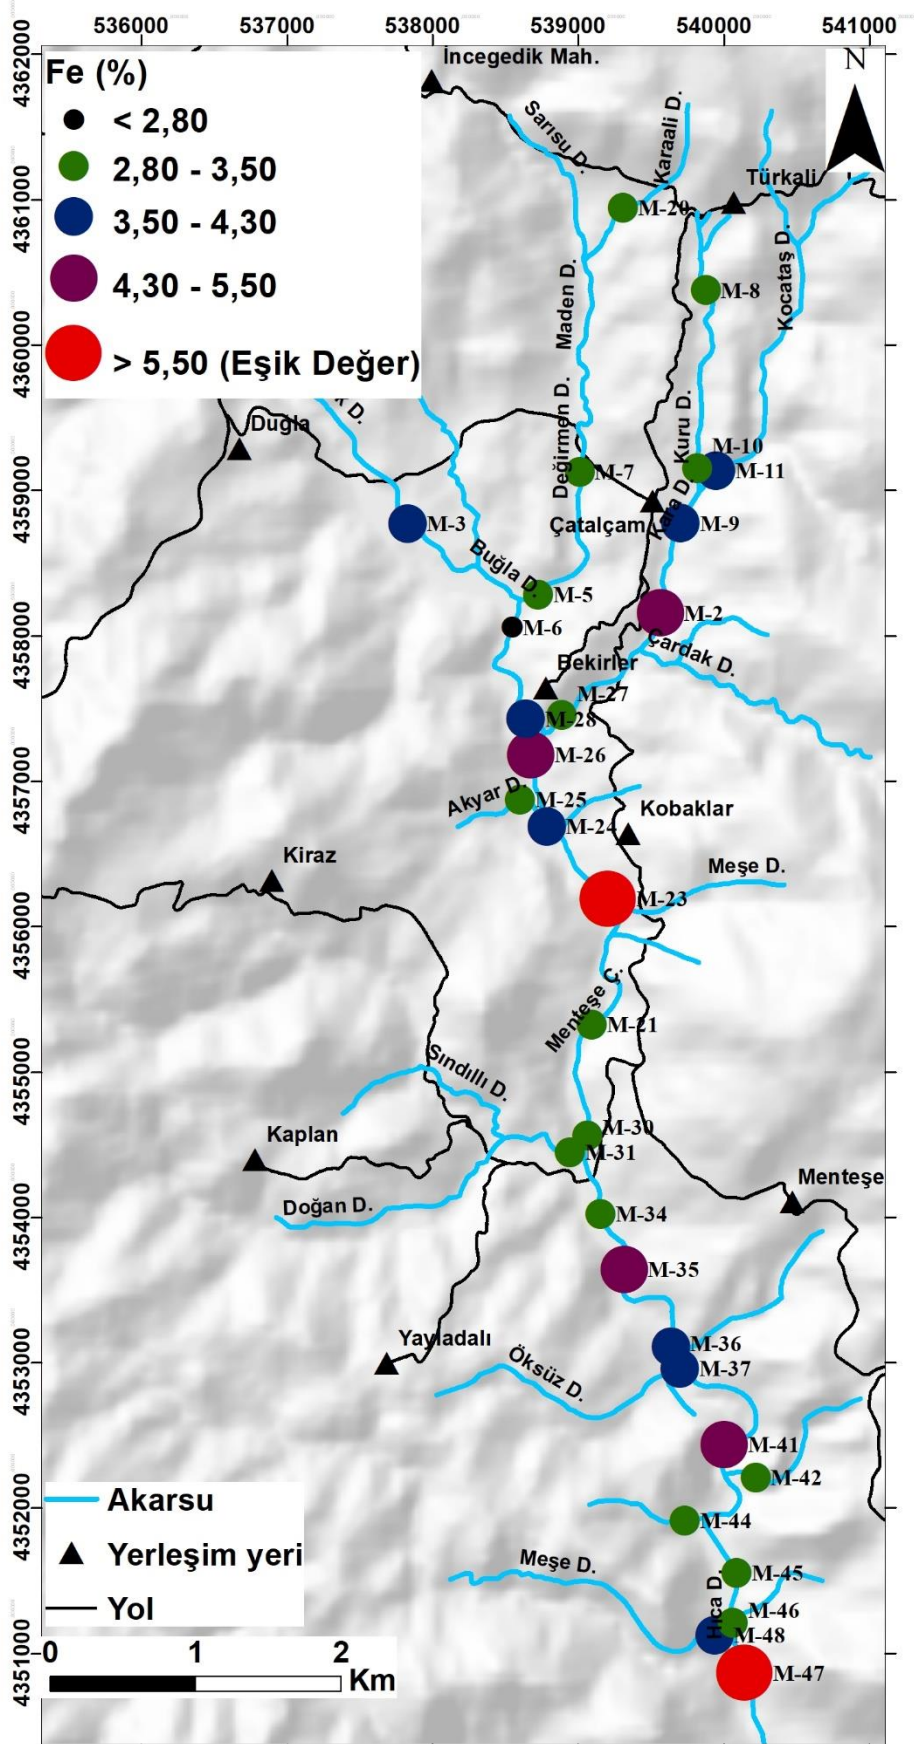 536000 537000 538000 539000 540000 541000
4362000
4361000
4360000
4359000
4358000
4357000
4356000
4355000
4354000
4353000
4352000
4351000
Fe (%)
< 2,80
2,80 - 3,50
3,50 - 4,30
4,30 - 5,50
> 5,50 (Eşik Değer)
N
İncegedik Mah.
Sarısu D.
Karaali D.
Türkali
M-20
Kocataş D.
Maden D.
M-8
D.
Duğla
Değirmen D.
Kuru D.
M-10
M-7
M-11
Çatalçam
Kara D.
M-3
M-9
Buğla D.
M-5
M-2
M-6
Çardak D.
Bekirler
M-27
M-28
M-26
Akyar D.
M-25
M-24
Kobaklar
Kiraz
Meşe D.
M-23
Menteşe Ç.
M-21
Sındıllı D.
M-30
Kaplan
M-31
Menteşe
Doğan D.
M-34
M-35
Yayladalı
M-36
Öksüz D.
M-37
M-41
M-42
M-44
Meşe D.
M-45
Hıca D.
M-46
M-48
M-47
Akarsu
Yerleşim yeri
Yol
0 1 2
Km